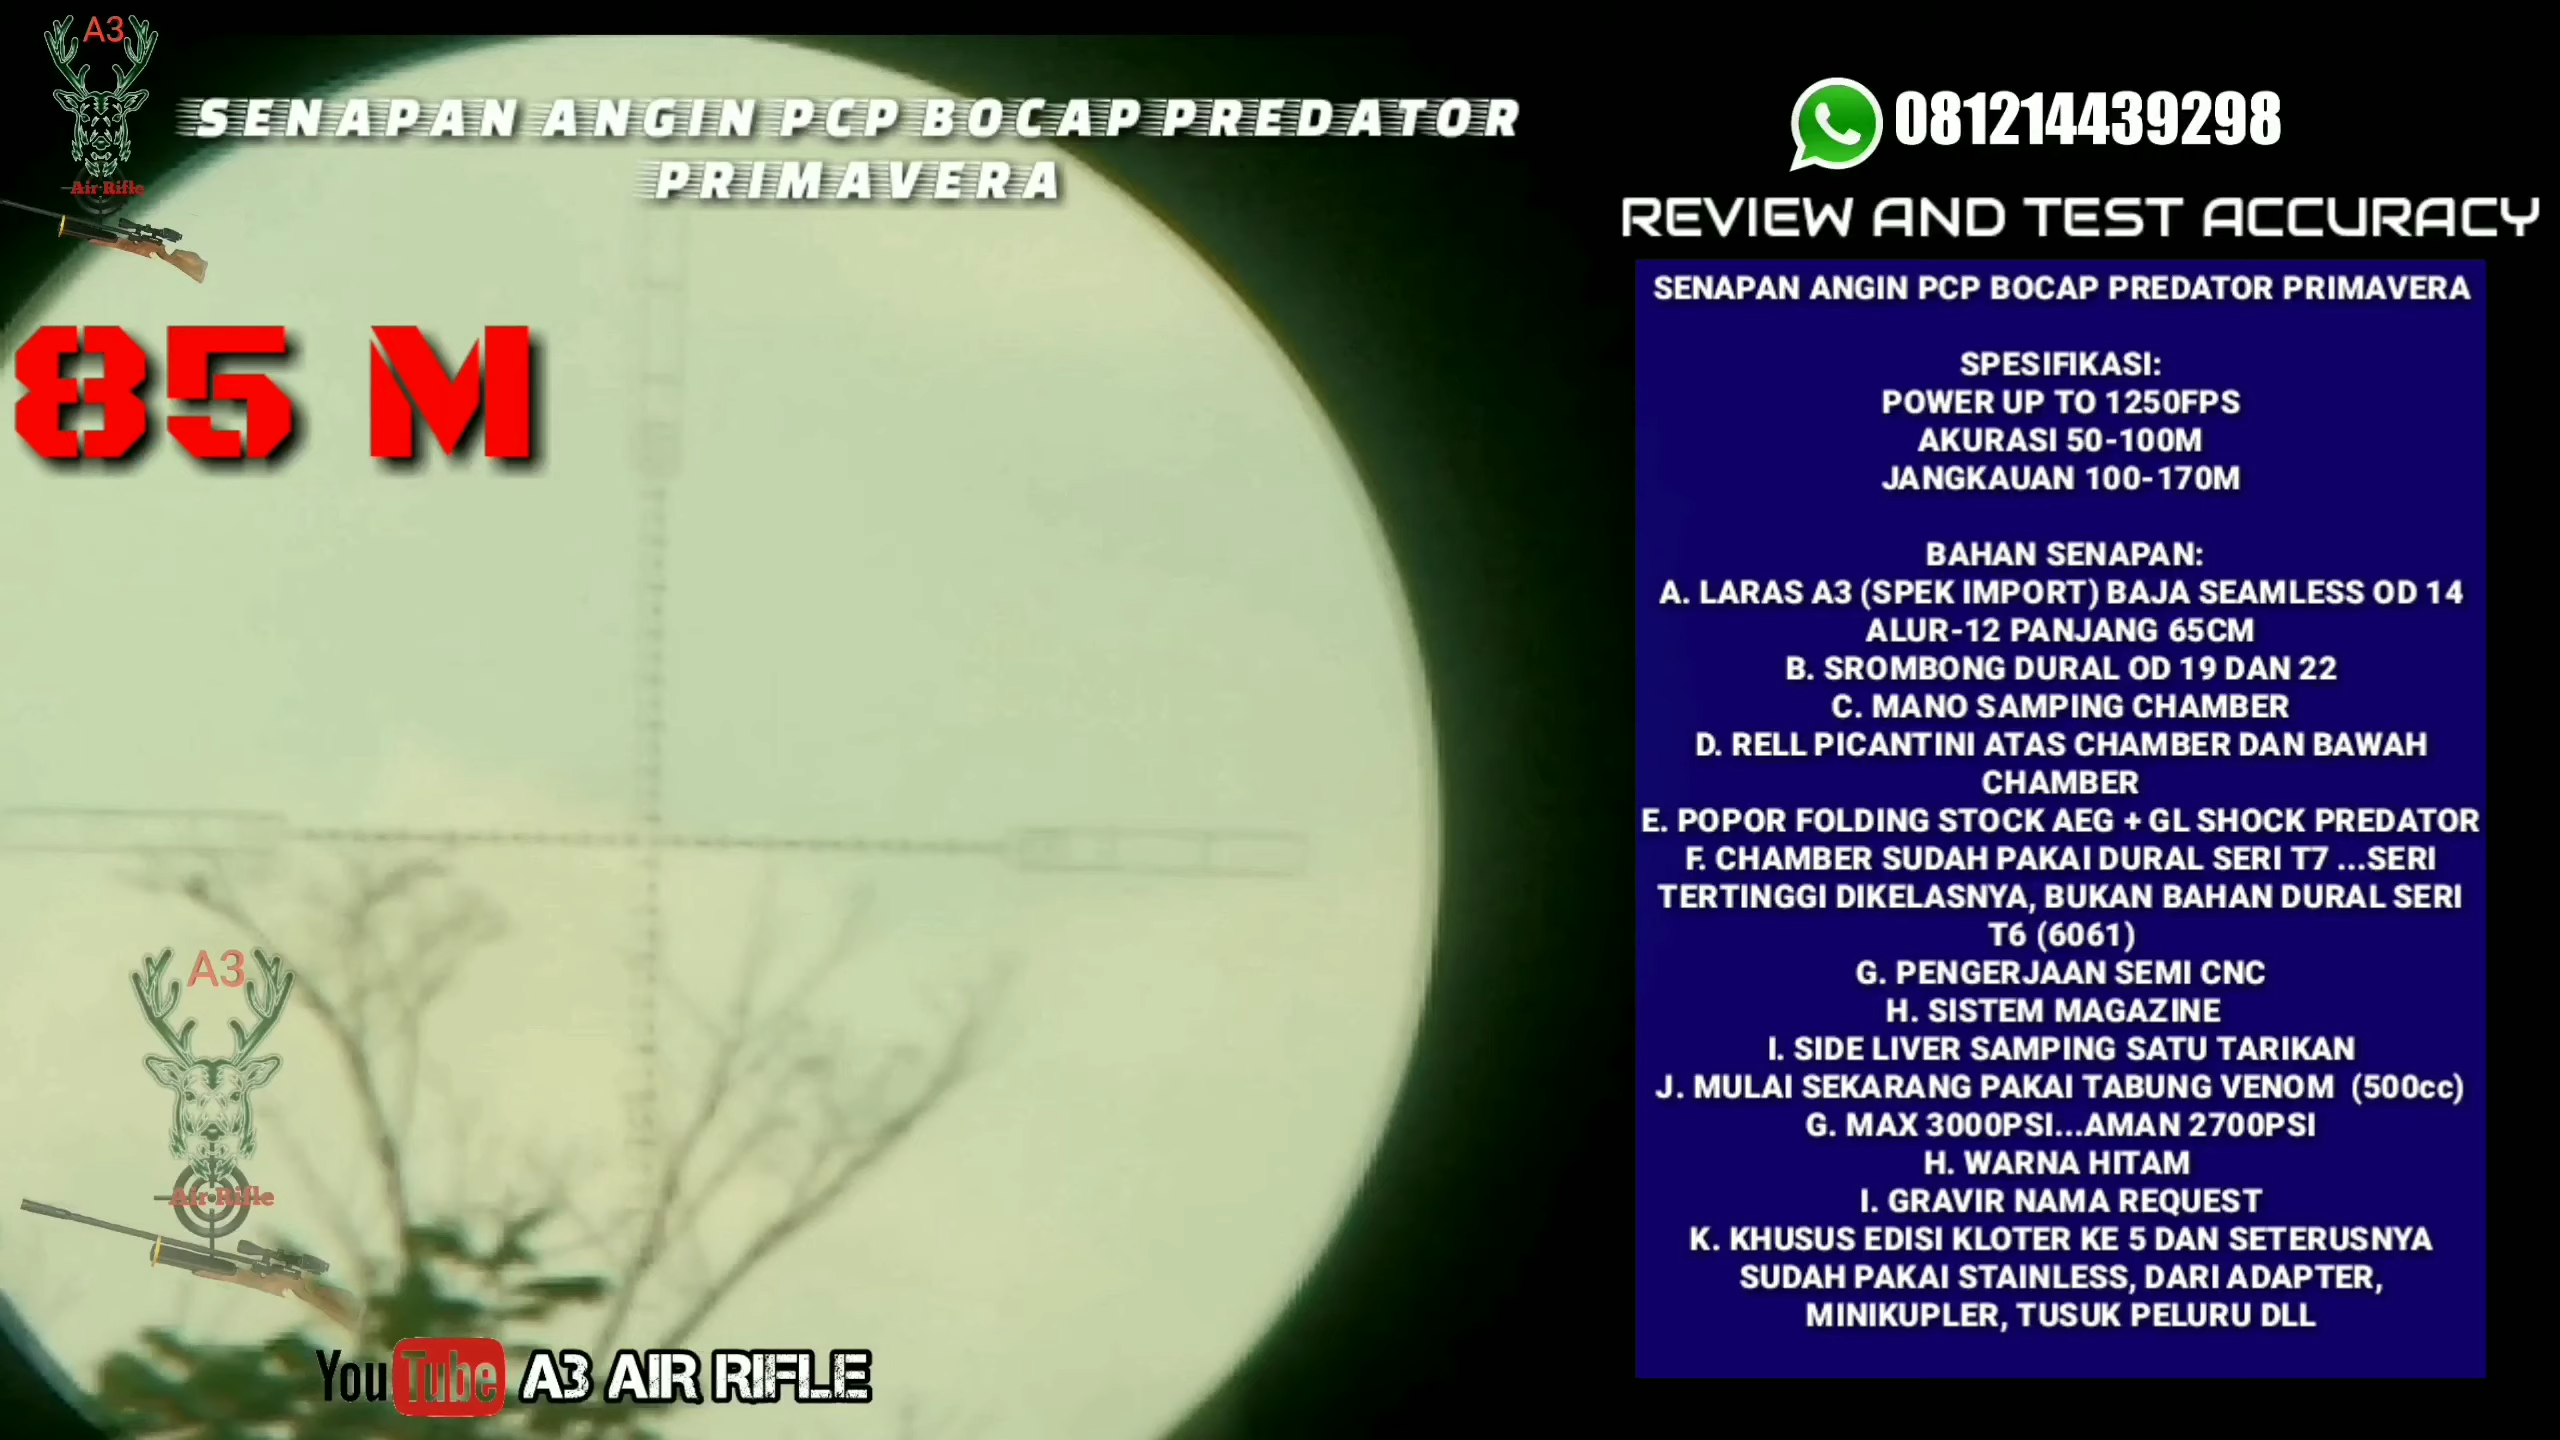 A3
Air Rifle
SENAPAN ANGIN PCP BOCAP PREDATOR
PRIMAVERA
85 M
081214439298
REVIEW AND TEST ACCURACY
SENAPAN ANGIN PCP BOCAP PREDATOR PRIMAVERA
SPESIFIKASI:
POWER UP TO 1250FPS
AKURASI 50-100M
JANGKAUAN 100-170M
BAHAN SENAPAN:
A. LARAS A3 (SPEK IMPORT) BAJA SEAMLESS OD 14
ALUR-12 PANJANG 65CM
B. SROMBONG DURAL OD 19 DAN 22
C. MANO SAMPING CHAMBER
D. RELL PICANTINI ATAS CHAMBER DAN BAWAH
CHAMBER
E. POPOR FOLDING STOCK AEG + GL SHOCK PREDATOR
F. CHAMBER SUDAH PAKAI DURAL SERI T7 ...SERI
TERTINGGI DIKELASNYA, BUKAN BAHAN DURAL SERI
T6 (6061)
G. PENGERJAAN SEMI CNC
H. SISTEM MAGAZINE
I. SIDE LIVER SAMPING SATU TARIKAN
J. MULAI SEKARANG PAKAI TABUNG VENOM (500cc)
G. MAX 3000PSI...AMAN 2700PSI
H. WARNA HITAM
I. GRAVIR NAMA REQUEST
K. KHUSUS EDISI KLOTER KE 5 DAN SETERUSNYA
SUDAH PAKAI STAINLESS, DARI ADAPTER,
MINIKUPLER, TUSUK PELURU DLL
A3
Air Rifle
YouTube A3 AIR RIFLE